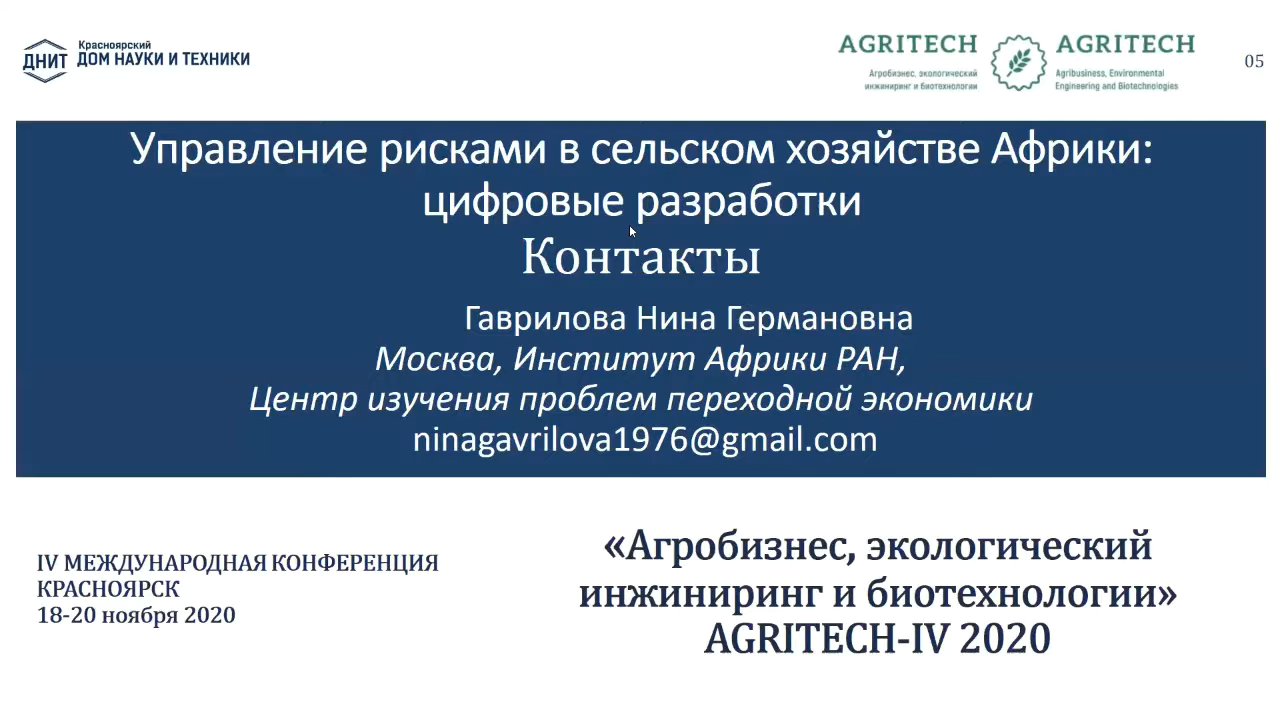 Красноярский
ДНИТ ДОМ НАУКИ И ТЕХНИКИ
AGRITECH
Агробизнес, экологический
инжиниринг и биотехнологии
AGRITECH
Agribusiness, Environmental
Engineering and Biotechnologies
05
Управление рисками в сельском хозяйстве Африки:
цифровые разработки
Контакты
Гаврилова Нина Германовна
Москва, Институт Африки РАН,
Центр изучения проблем переходной экономики
ninagavrilova1976@gmail.com
IV МЕЖДУНАРОДНАЯ КОНФЕРЕНЦИЯ
КРАСНОЯРСК
18-20 ноября 2020
«Агробизнес, экологический
инжиниринг и биотехнологии»
AGRITECH-IV 2020